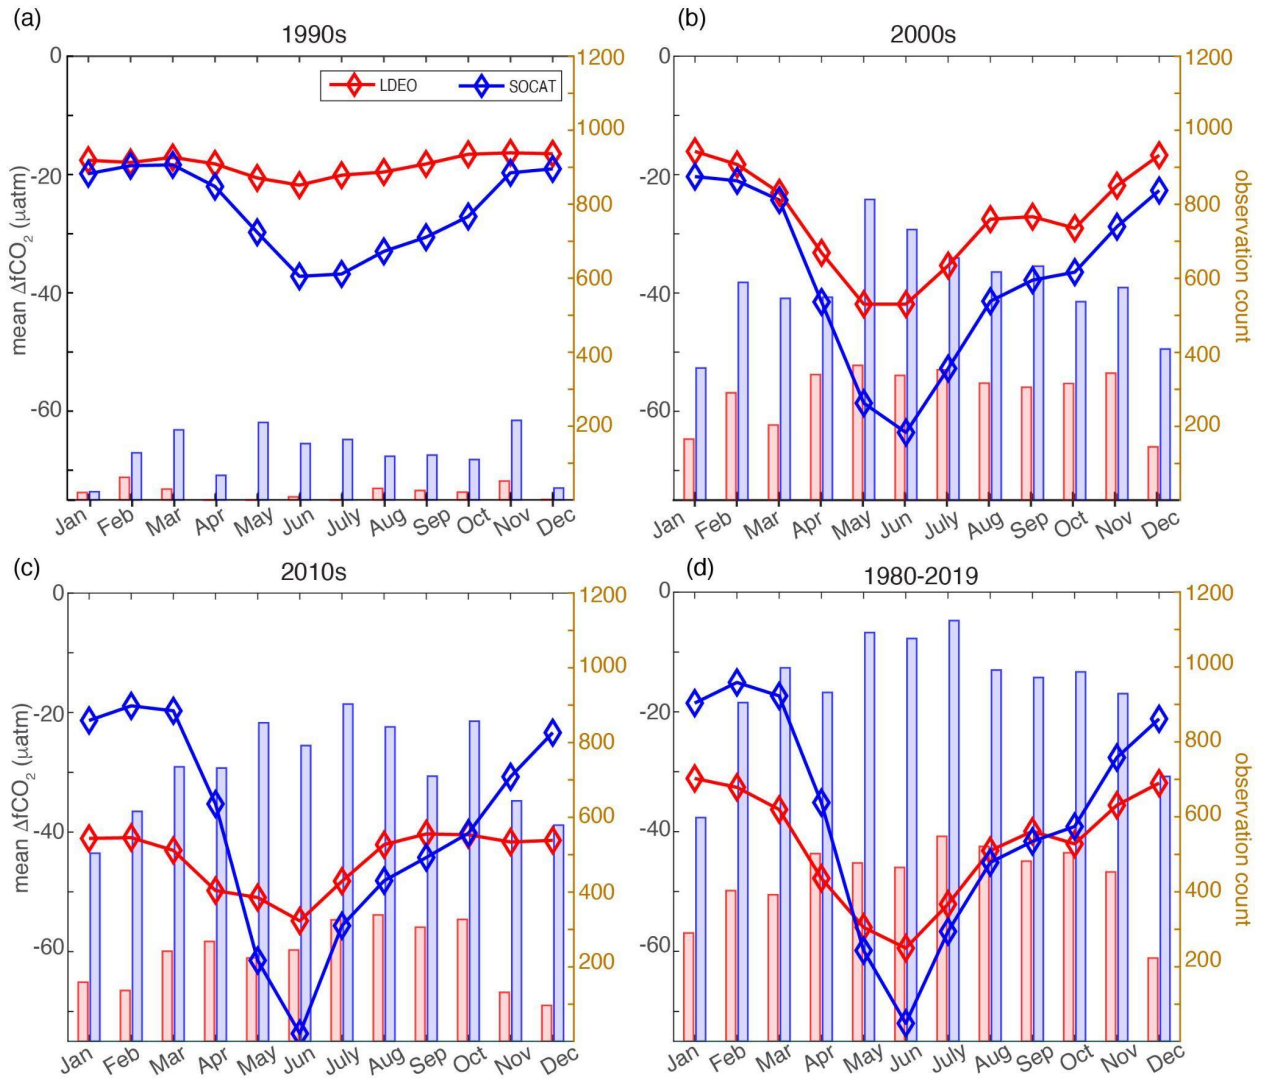 (a)
1990s
LDEO
SOCAT
0
-20
-40
-60
mean ΔfCO₂ (µatm)
1200
1000
800
600
400
200
Jan Feb Mar Apr May Jun July Aug Sep Oct Nov Dec
(b)
2000s
0
-20
-40
-60
1200
1000
800
600
400
200
observation count
Jan Feb Mar Apr May Jun July Aug Sep Oct Nov Dec
(c)
2010s
0
-20
-40
-60
mean ΔfCO₂ (µatm)
1200
1000
800
600
400
200
Jan Feb Mar Apr May Jun July Aug Sep Oct Nov Dec
(d)
1980-2019
0
-20
-40
-60
1200
1000
800
600
400
200
observation count
Jan Feb Mar Apr May Jun July Aug Sep Oct Nov Dec